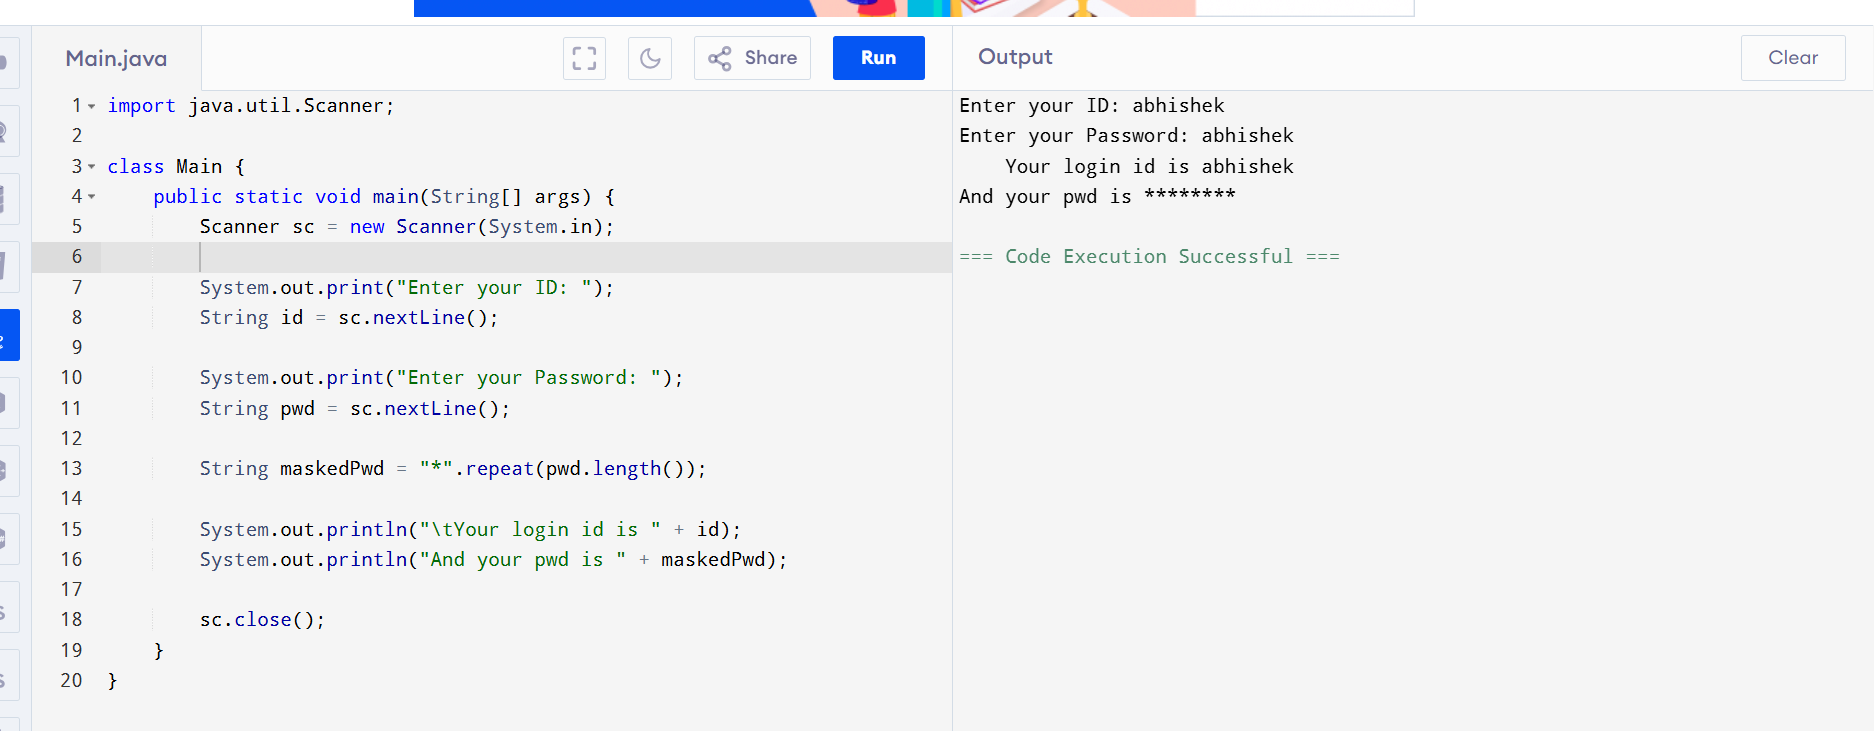 Main.java
Share
Run
1 import java.util.Scanner;
2
3 class Main {
4     public static void main(String[] args) {
5         Scanner sc = new Scanner(System.in);
6
7         System.out.print("Enter your ID: ");
8         String id = sc.nextLine();
9
10         System.out.print("Enter your Password: ");
11         String pwd = sc.nextLine();
12
13         String maskedPwd = "*".repeat(pwd.length());
14
15         System.out.println("\tYour login id is " + id);
16         System.out.println("And your pwd is " + maskedPwd);
17
18         sc.close();
19     }
20 }
Output
Clear
Enter your ID: abhishek
Enter your Password: abhishek
    Your login id is abhishek
And your pwd is ********
=== Code Execution Successful ===